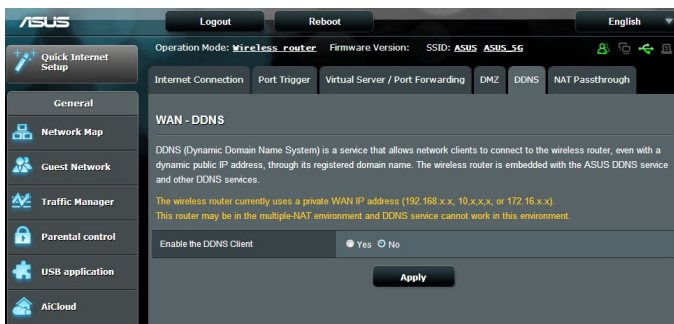 ASUS
Logout
Reboot
English
Quick Internet
Setup
Operation Mode: Wireless router Firmware Version: SSID: ASUS ASUS_5G
Internet Connection
Port Trigger
Virtual Server / Port Forwarding
DMZ
DDNS
NAT Passthrough
General
Network Map
Guest Network
Traffic Manager
Parental control
USB application
AiCloud
WAN - DDNS
DDNS (Dynamic Domain Name System) is a service that allows network clients to connect to the wireless router, even with a
dynamic public IP address, through its registered domain name. The wireless router is embedded with the ASUS DDNS service
and other DDNS services.
The wireless router currently uses a private WAN IP address (192.168.x.x, 10,x,x,x, or 172.16.x.x).
This router may be in the multiple-NAT environment and DDNS service cannot work in this environment.
Enable the DDNS Client
Yes
No
Apply